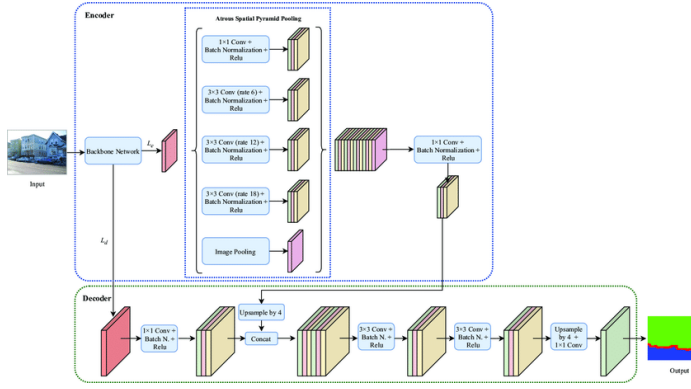 Encoder
Atrous Spatial Pyramid Pooling
1×1 Conv +
Batch Normalization +
Relu
3×3 Conv (rate 6) +
Batch Normalization +
Relu
3×3 Conv (rate 12) +
Batch Normalization +
Relu
3×3 Conv (rate 18) +
Batch Normalization +
Relu
Image Pooling
Input
Backbone Network
Le
1×1 Conv +
Batch Normalization +
Relu
Ld
Decoder
1×1 Conv +
Batch N. +
Relu
Upsample by 4
Concat
3×3 Conv +
Batch N. +
Relu
3×3 Conv +
Batch N. +
Relu
Upsample
by 4 +
1×1 Conv
Output